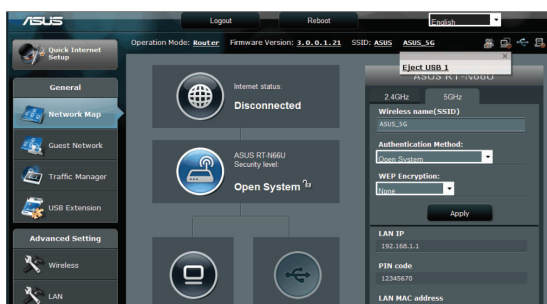 ASUS
Logout
Reboot
English
Quick Internet
Setup
Operation Mode: Router Firmware Version: 3.0.0.1.21 SSID: ASUS ASUS_5G
Eject USB 1
ASUS RT-N66U
General
Network Map
Guest Network
Traffic Manager
USB Extension
Advanced Setting
Wireless
LAN
Internet status:
Disconnected
ASUS RT-N66U
Security level:
Open System
2.4GHz
5GHz
Wireless name(SSID)
ASUS_5G
Authentication Method:
Open System
WEP Encryption:
None
Apply
LAN IP
192.168.1.1
PIN code
12345670
LAN MAC address